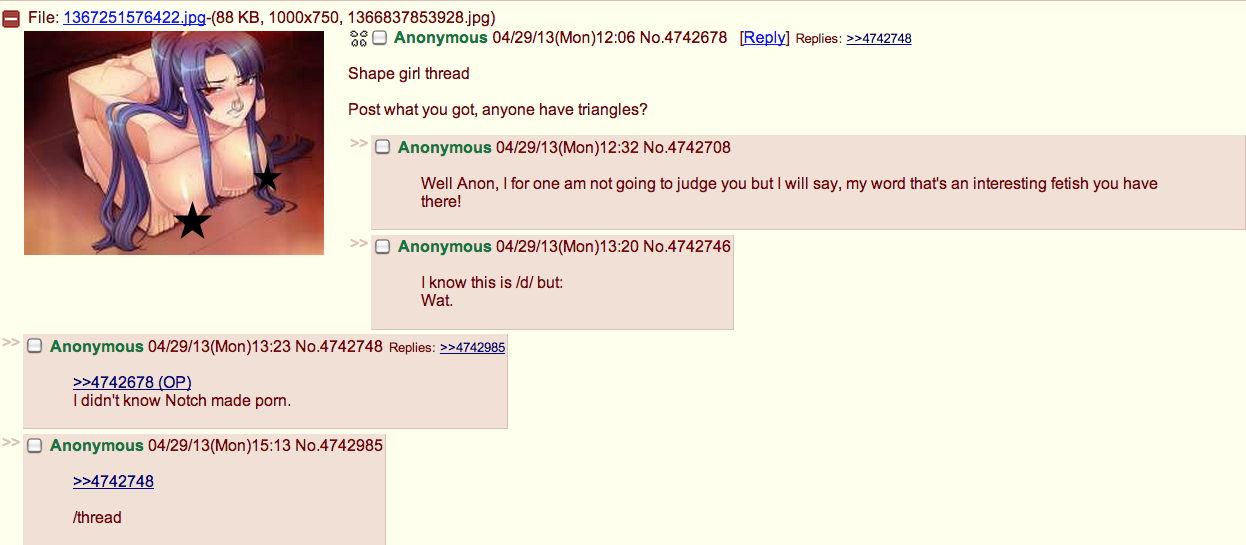 File: 1367251576422.jpg-(88 KB, 1000x750, 1366837853928.jpg)
Anonymous 04/29/13(Mon)12:06 No.4742678 [Reply] Replies: >>4742748
Shape girl thread
Post what you got, anyone have triangles?
>> Anonymous 04/29/13(Mon)12:32 No.4742708
Well Anon, I for one am not going to judge you but I will say, my word that's an interesting fetish you have
there!
>> Anonymous 04/29/13(Mon)13:20 No.4742746
I know this is /d/ but:
Wat.
>> Anonymous 04/29/13(Mon)13:23 No.4742748 Replies: >>4742985
>>4742678 (OP)
I didn't know Notch made porn.
>> Anonymous 04/29/13(Mon)15:13 No.4742985
>>4742748
/thread